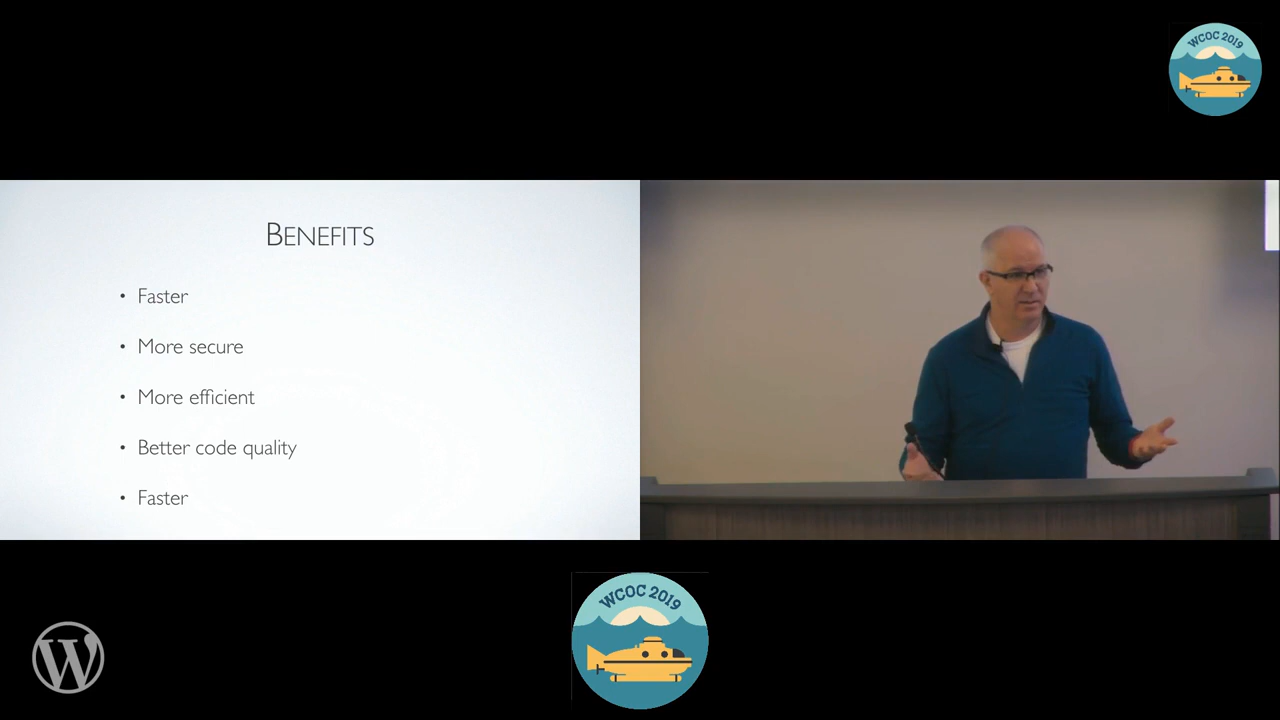 WCOC 2019
BENEFITS
• Faster
• More secure
• More efficient
• Better code quality
• Faster
WCOC 2019
W